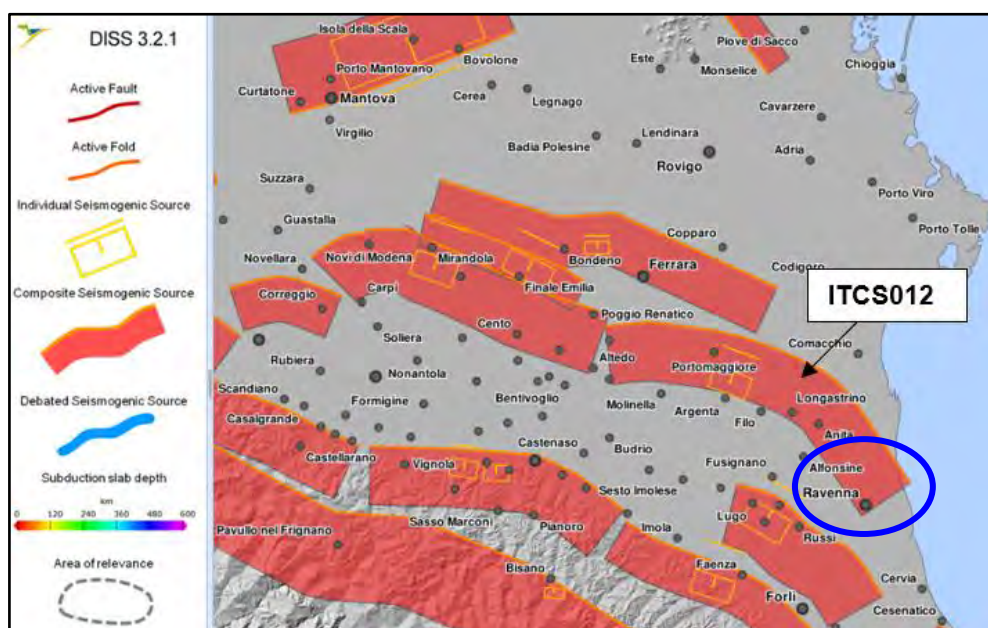 DISS 3.2.1
Active Fault
Active Fold
Individual Seismogenic Source
Composite Seismogenic Source
Debated Seismogenic Source
Subduction slab depth
km
0 100 200 300 400 500 600
Area of relevance
Isola della Scala
Porto Mantovano
Bovolone
Curtatone
Mantova
Virgilio
Cerea
Legnago
Este
Monselice
Piove di Sacco
Chioggia
Cavarzere
Badia Polesine
Lendinara
Rovigo
Adria
Porto Viro
Porto Tolle
Suzzara
Guastalla
Novellara
Novi di Modena
Mirandola
Bondeno
Copparo
Ferrara
Codigoro
Finale Emilia
Correggio
Carpi
Poggio Renatico
ITCS012
Soliera
Cento
Altedo
Comacchio
Rubiera
Nonantola
Portomaggiore
Longastrino
Scandiano
Formigine
Bentivoglio
Molinella
Argenta
Filo
Anita
Casalgrande
Castellarano
Vignola
Castenaso
Budrio
Fusignano
Alfonsine
Sesto Imolese
Ravenna
Lugo
Russi
Pavullo nel Frignano
Sasso Marconi
Pianoro
Imola
Bisano
Faenza
Forlì
Cervia
Cesenatico